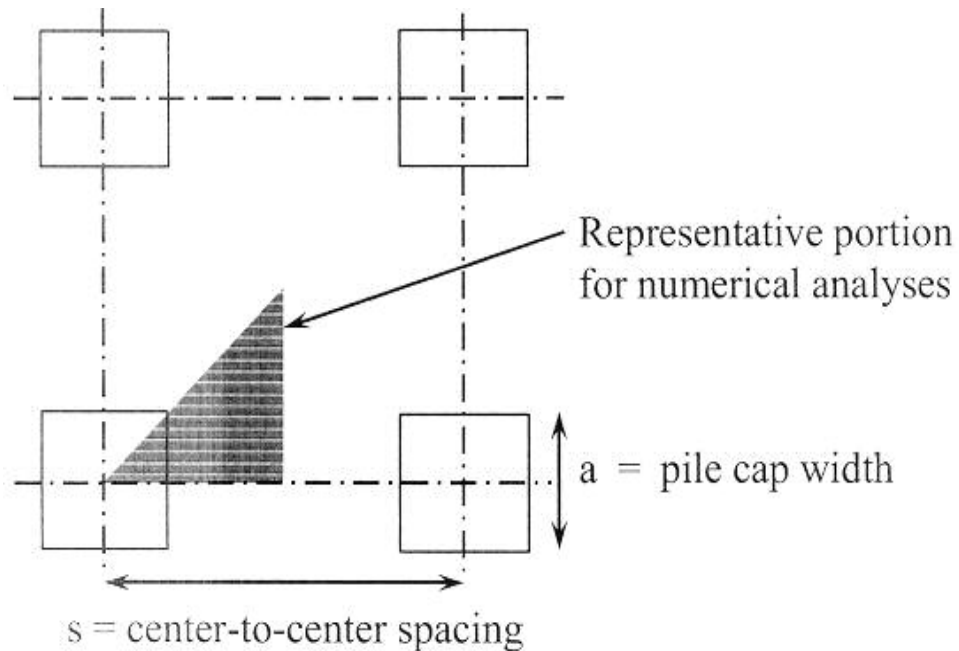 Representative portion
for numerical analyses
a = pile cap width
s = center-to-center spacing